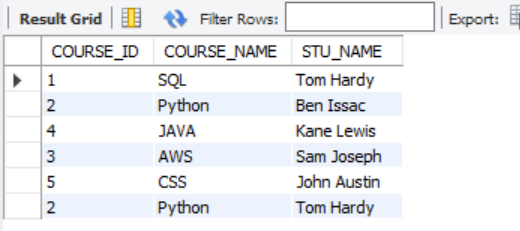 Result Grid Filter Rows: Export:
COURSE_ID COURSE_NAME STU_NAME
1 SQL Tom Hardy
2 Python Ben Issac
4 JAVA Kane Lewis
3 AWS Sam Joseph
5 CSS John Austin
2 Python Tom Hardy